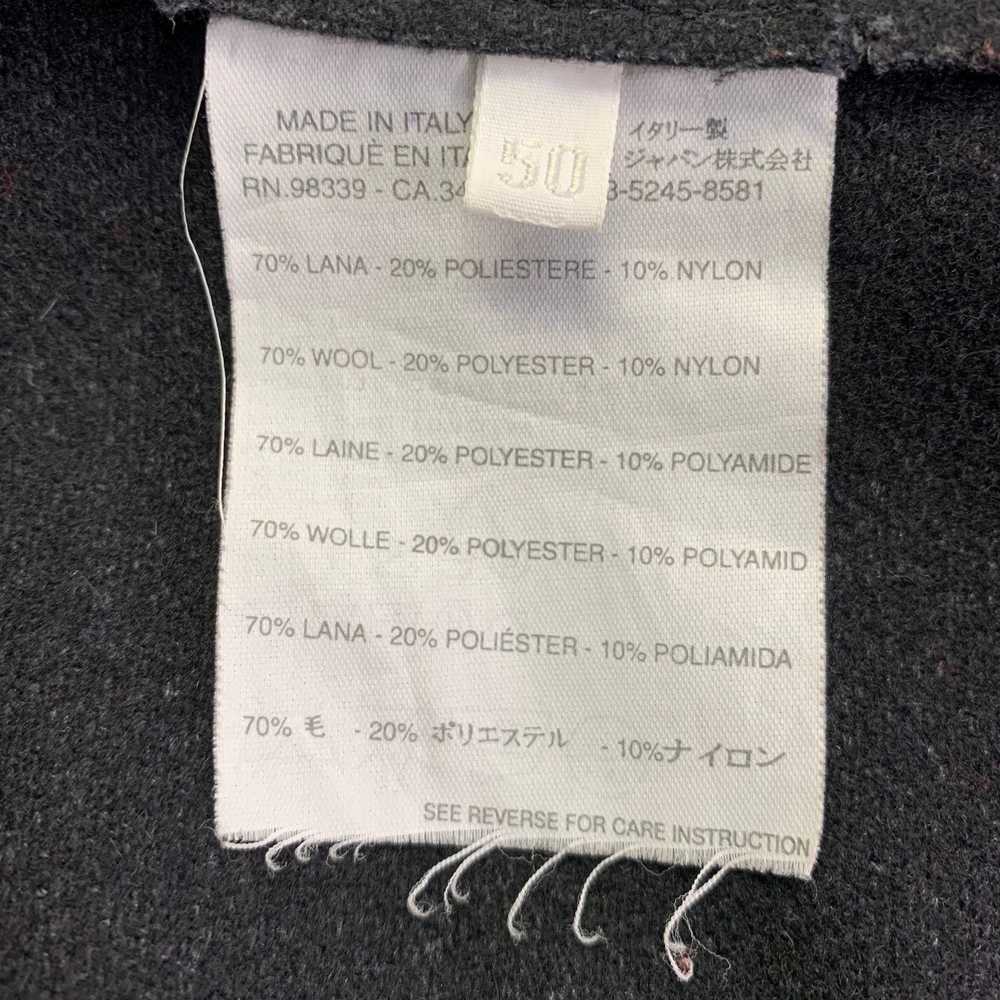 MADE IN ITALY イタリー製
FABRIQUÈ EN ジャパン株式会社
RN.98339 - CA.34 -5245-8581
50
70% LANA - 20% POLIESTERE - 10% NYLON
70% WOOL - 20% POLYESTER - 10% NYLON
70% LAINE - 20% POLYESTER - 10% POLYAMIDE
70% WOLLE - 20% POLYESTER - 10% POLYAMID
70% LANA - 20% POLIÉSTER - 10% POLIAMIDA
70% 毛 - 20% ポリエステル - 10%ナイロン
SEE REVERSE FOR CARE INSTRUCTION